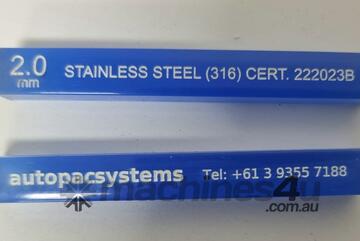 2.0
mm
STAINLESS STEEL (316) CERT. 222023B
autopacsystems Tel: +61 3 9355 7188
machines4u
.com.au